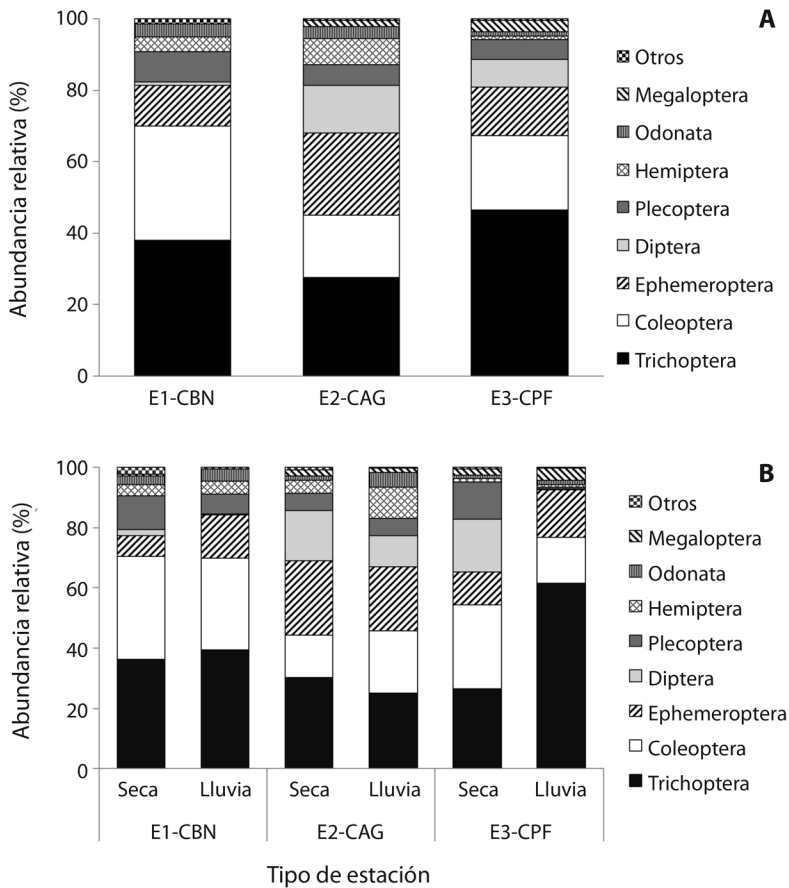 A
Abundancia relativa (%)
100
80
60
40
20
0
E1-CBN
E2-CAG
E3-CPF
Otros
Megaloptera
Odonata
Hemiptera
Plecoptera
Diptera
Ephemeroptera
Coleoptera
Trichoptera
B
Abundancia relativa (%)
100
80
60
40
20
0
Seca Lluvia Seca Lluvia Seca Lluvia
E1-CBN E2-CAG E3-CPF
Tipo de estación
Otros
Megaloptera
Odonata
Hemiptera
Plecoptera
Diptera
Ephemeroptera
Coleoptera
Trichoptera